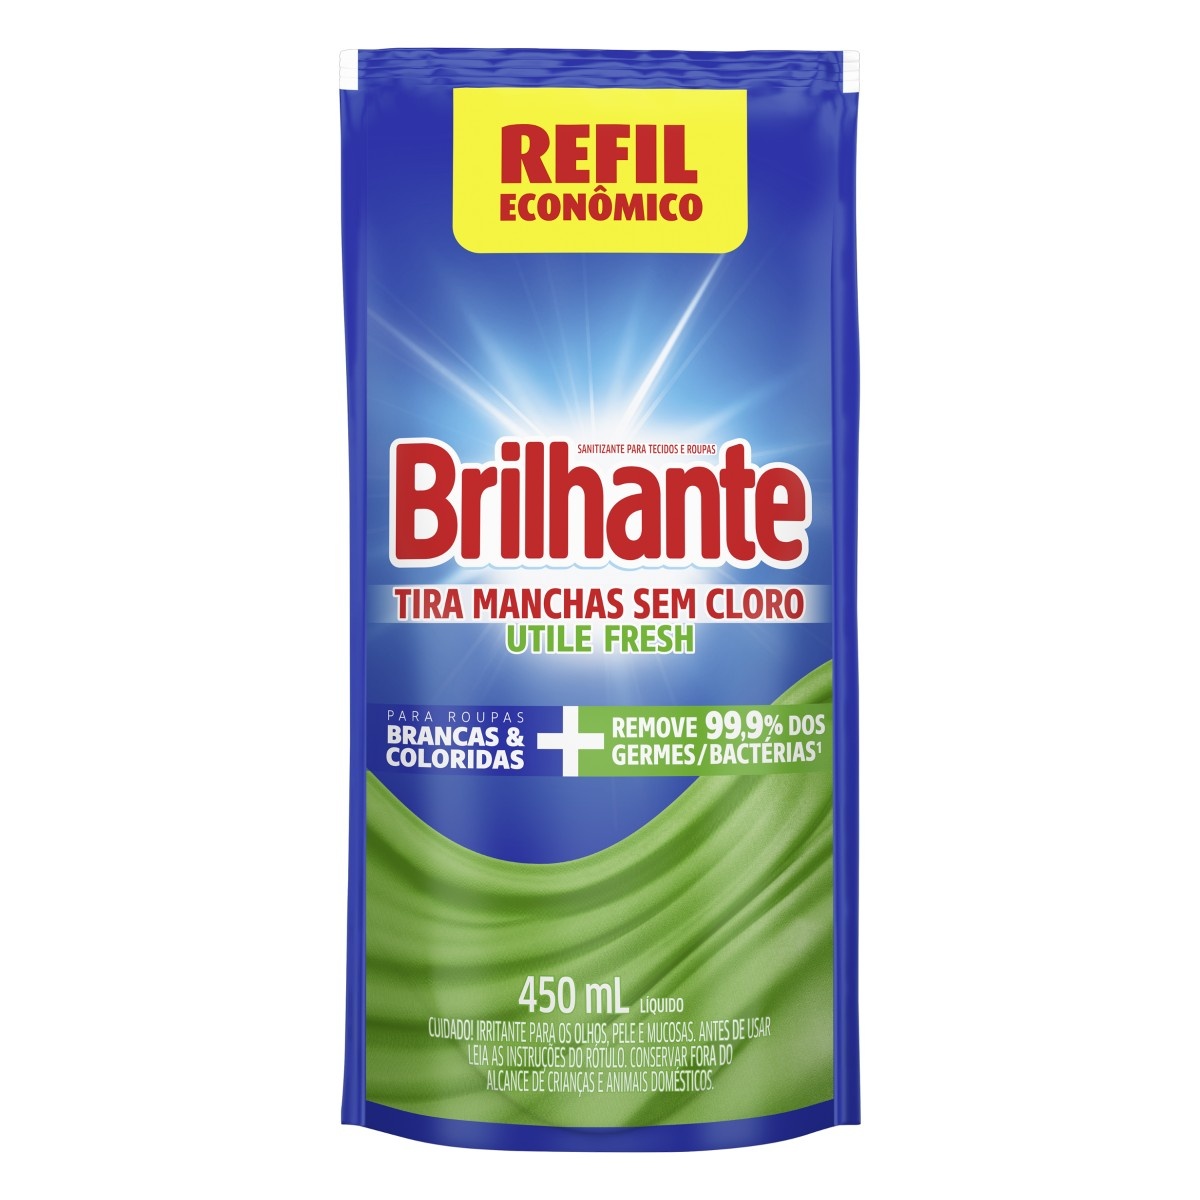 REFIL
ECONÔMICO
SANITIZANTE PARA TECIDOS E ROUPAS
Brilhante
TIRA MANCHAS SEM CLORO
UTILE FRESH
PARA ROUPAS
BRANCAS &
COLORIDAS
+
REMOVE 99,9% DOS
GERMES/BACTÉRIAS¹
450 mL LÍQUIDO
CUIDADO! IRRITANTE PARA OS OLHOS, PELE E MUCOSAS. ANTES DE USAR
LEIA AS INSTRUÇÕES DO RÓTULO. CONSERVAR FORA DO
ALCANCE DE CRIANÇAS E ANIMAIS DOMÉSTICOS.